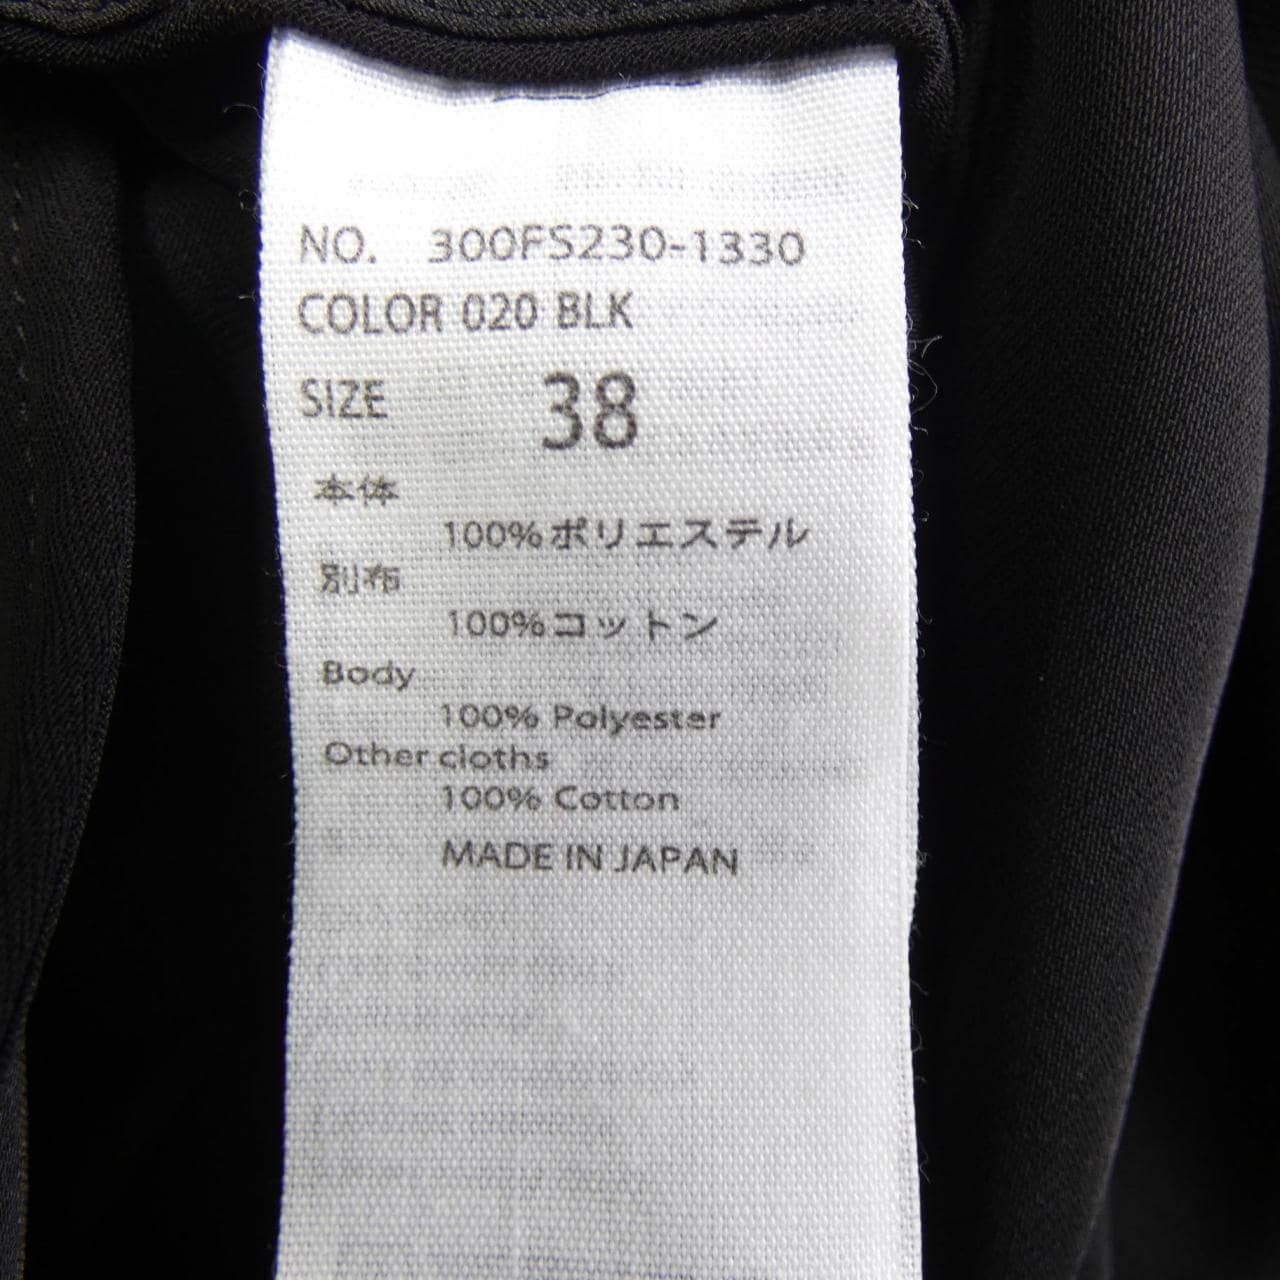 NO. 300FS230-1330
COLOR 020 BLK
SIZE 38
本体
100%ポリエステル
別布
100%コットン
Body
100% Polyester
Other cloths
100% Cotton
MADE IN JAPAN